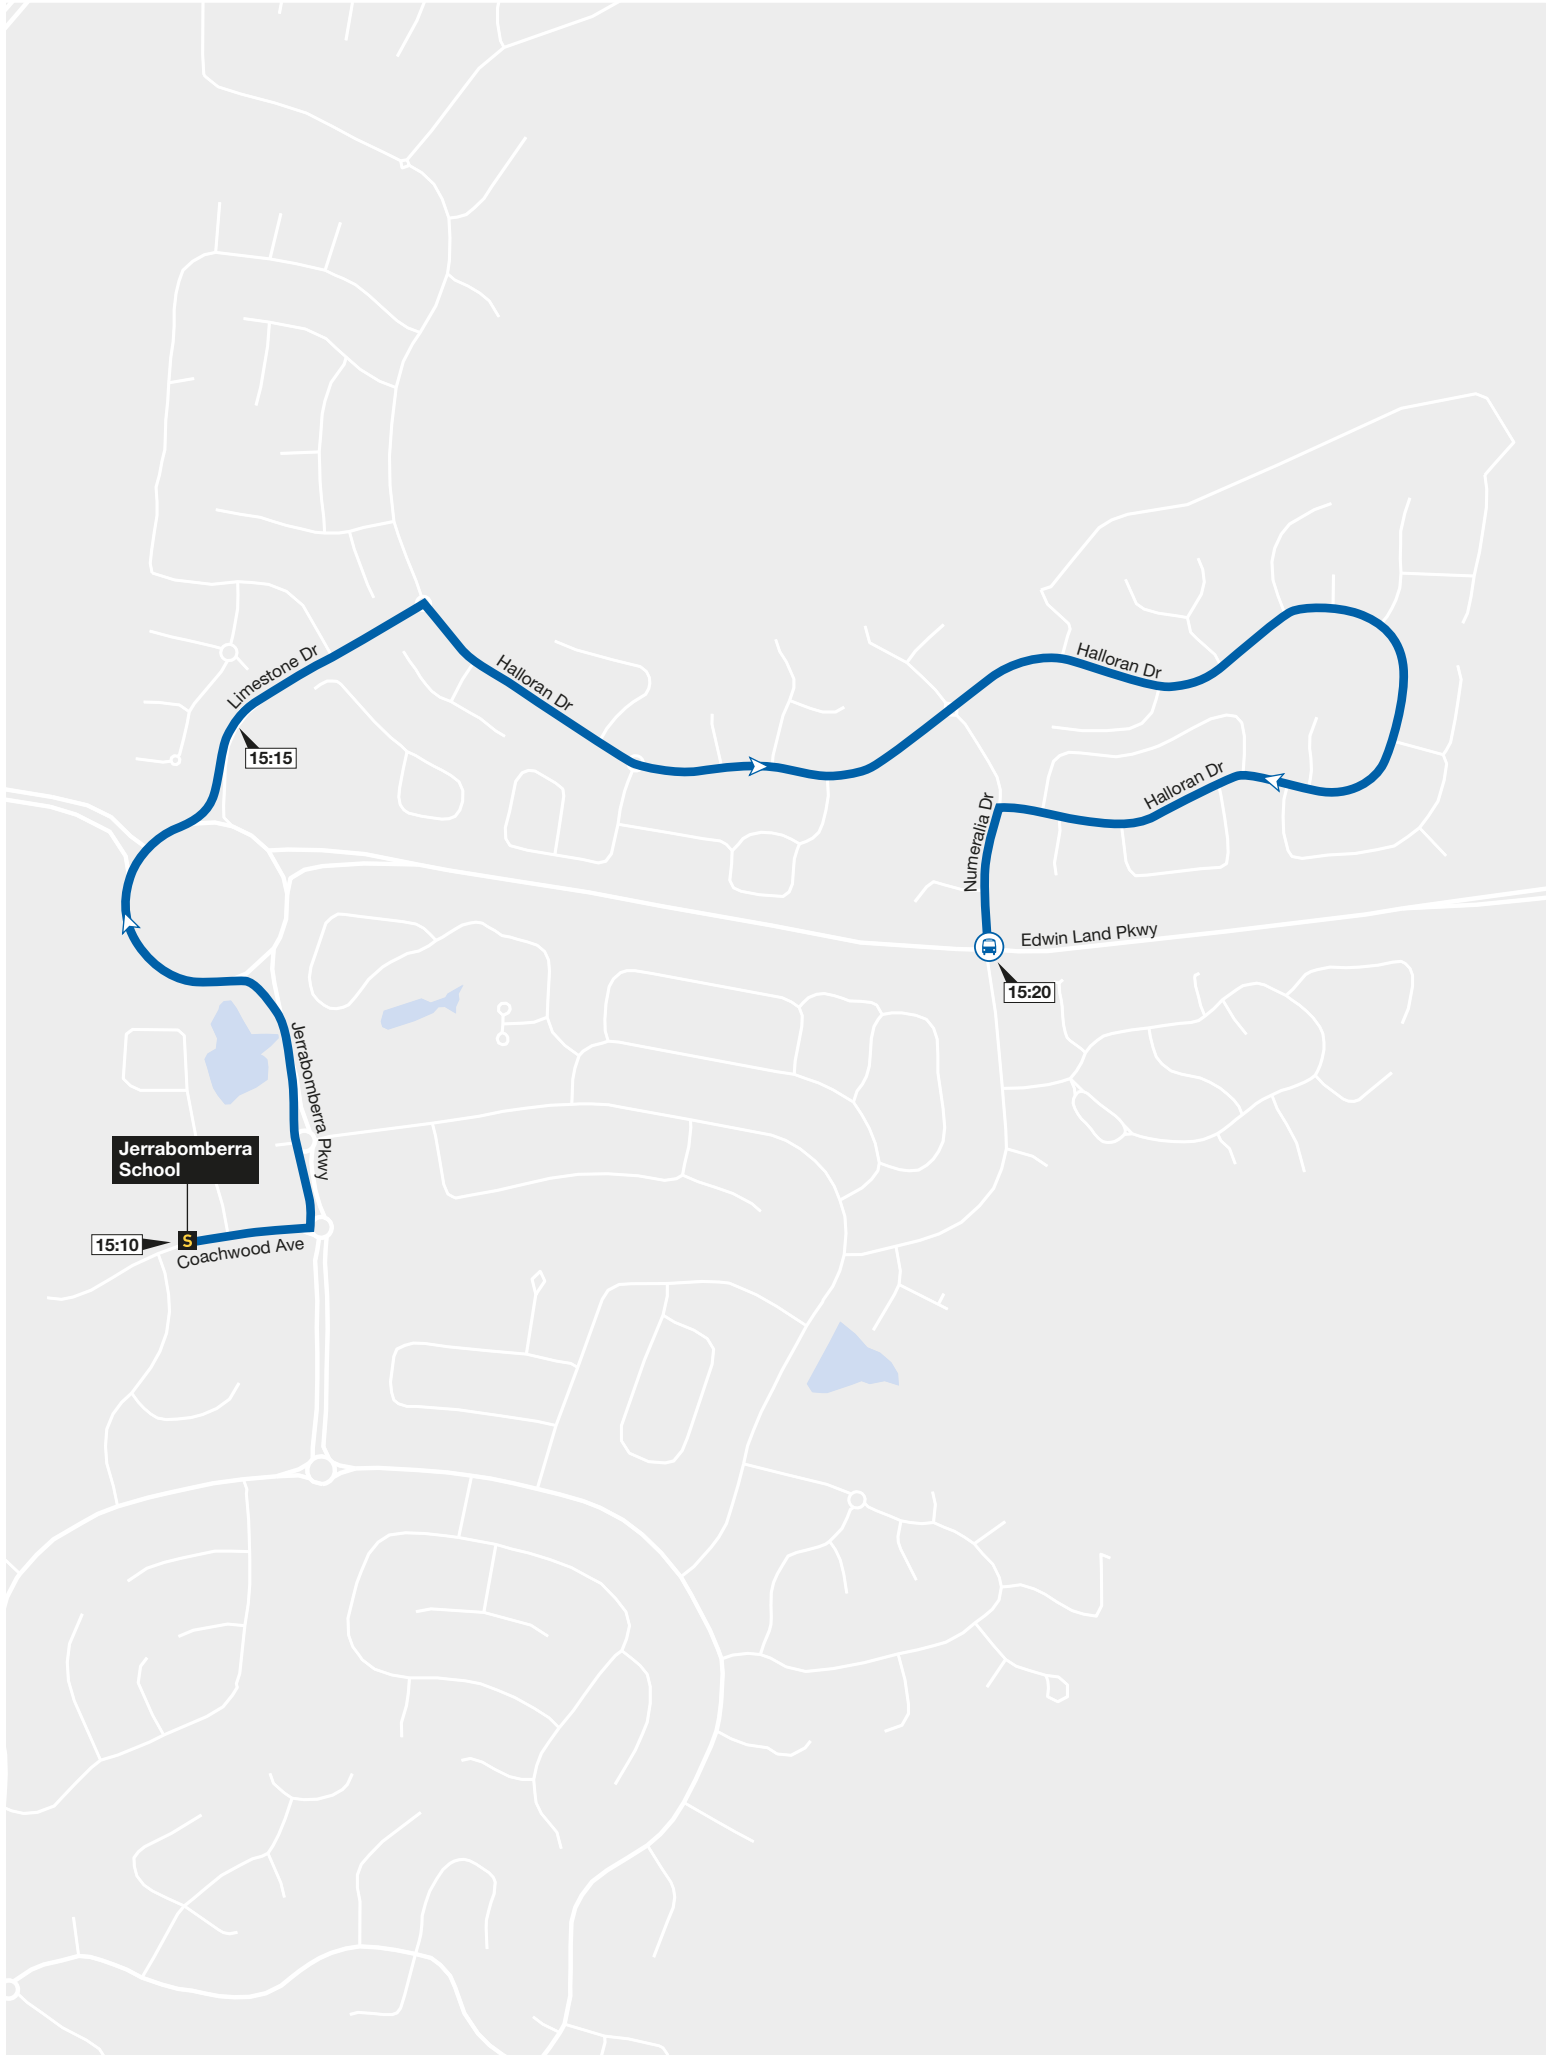 Halloran Dr
Limestone Dr
Halloran Dr
15:15
Halloran Dr
Numeralia Dr
Edwin Land Pkwy
15:20
Jerrabomberra Pkwy
Jerrabomberra
School
15:10
S
Coachwood Ave